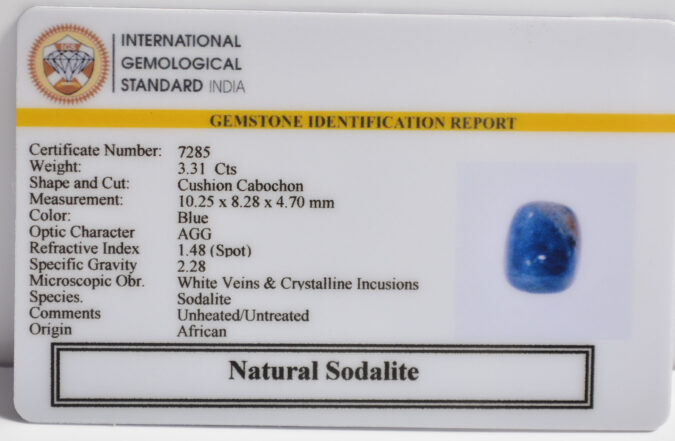 IGS
INTERNATIONAL
GEMOLOGICAL
STANDARD INDIA
GEMSTONE IDENTIFICATION REPORT
Certificate Number: 7285
Weight: 3.31 Cts
Shape and Cut: Cushion Cabochon
Measurement: 10.25 x 8.28 x 4.70 mm
Color: Blue
Optic Character AGG
Refractive Index 1.48 (Spot)
Specific Gravity 2.28
Microscopic Obr. White Veins & Crystalline Incusions
Species. Sodalite
Comments Unheated/Untreated
Origin African
Natural Sodalite